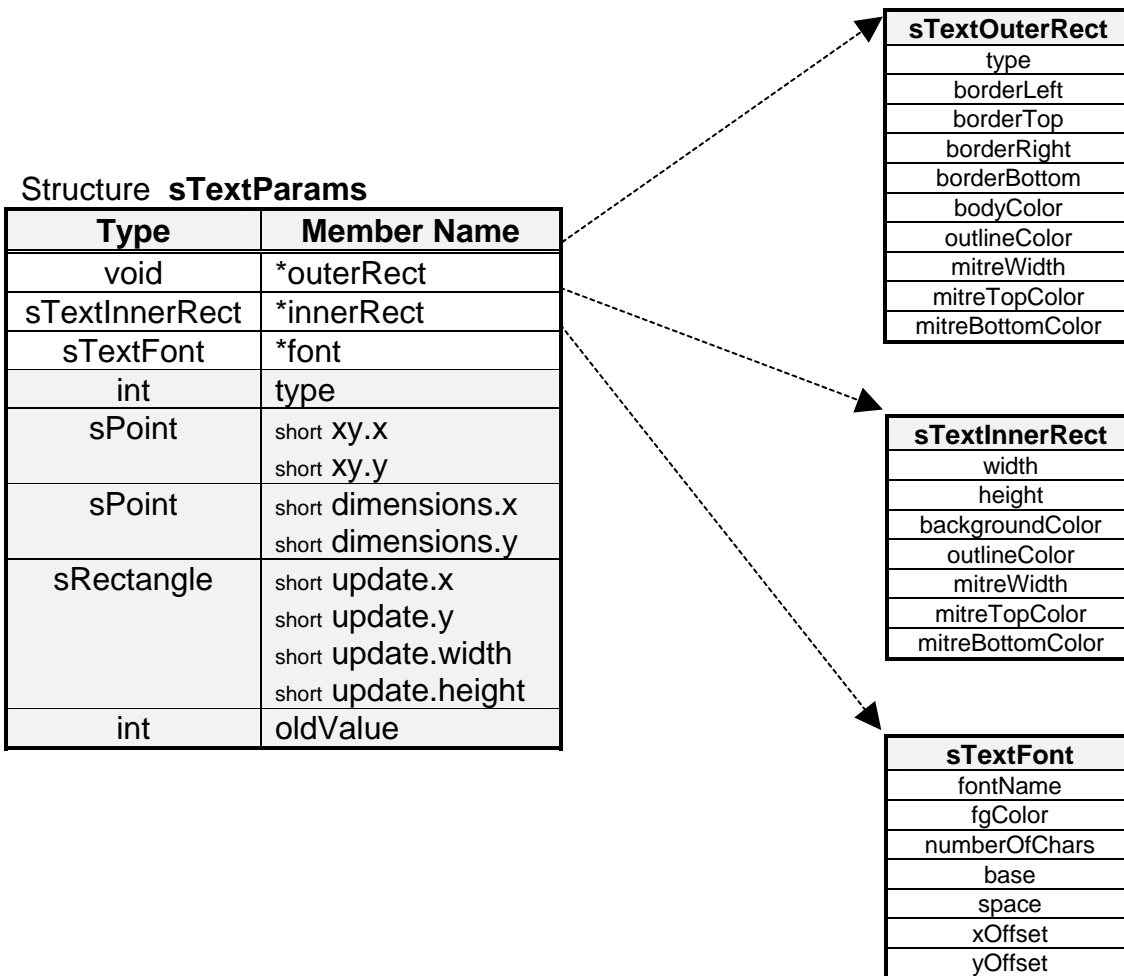 Structure sTextParams
Type Member Name
void *outerRect
sTextInnerRect *innerRect
sTextFont *font
int type
sPoint short xy.x
short xy.y
sPoint short dimensions.x
short dimensions.y
sRectangle short update.x
short update.y
short update.width
short update.height
int oldValue
sTextOuterRect
type
borderLeft
borderTop
borderRight
borderBottom
bodyColor
outlineColor
mitreWidth
mitreTopColor
mitreBottomColor
sTextInnerRect
width
height
backgroundColor
outlineColor
mitreWidth
mitreTopColor
mitreBottomColor
sTextFont
fontName
fgColor
numberOfChars
base
space
xOffset
yOffset